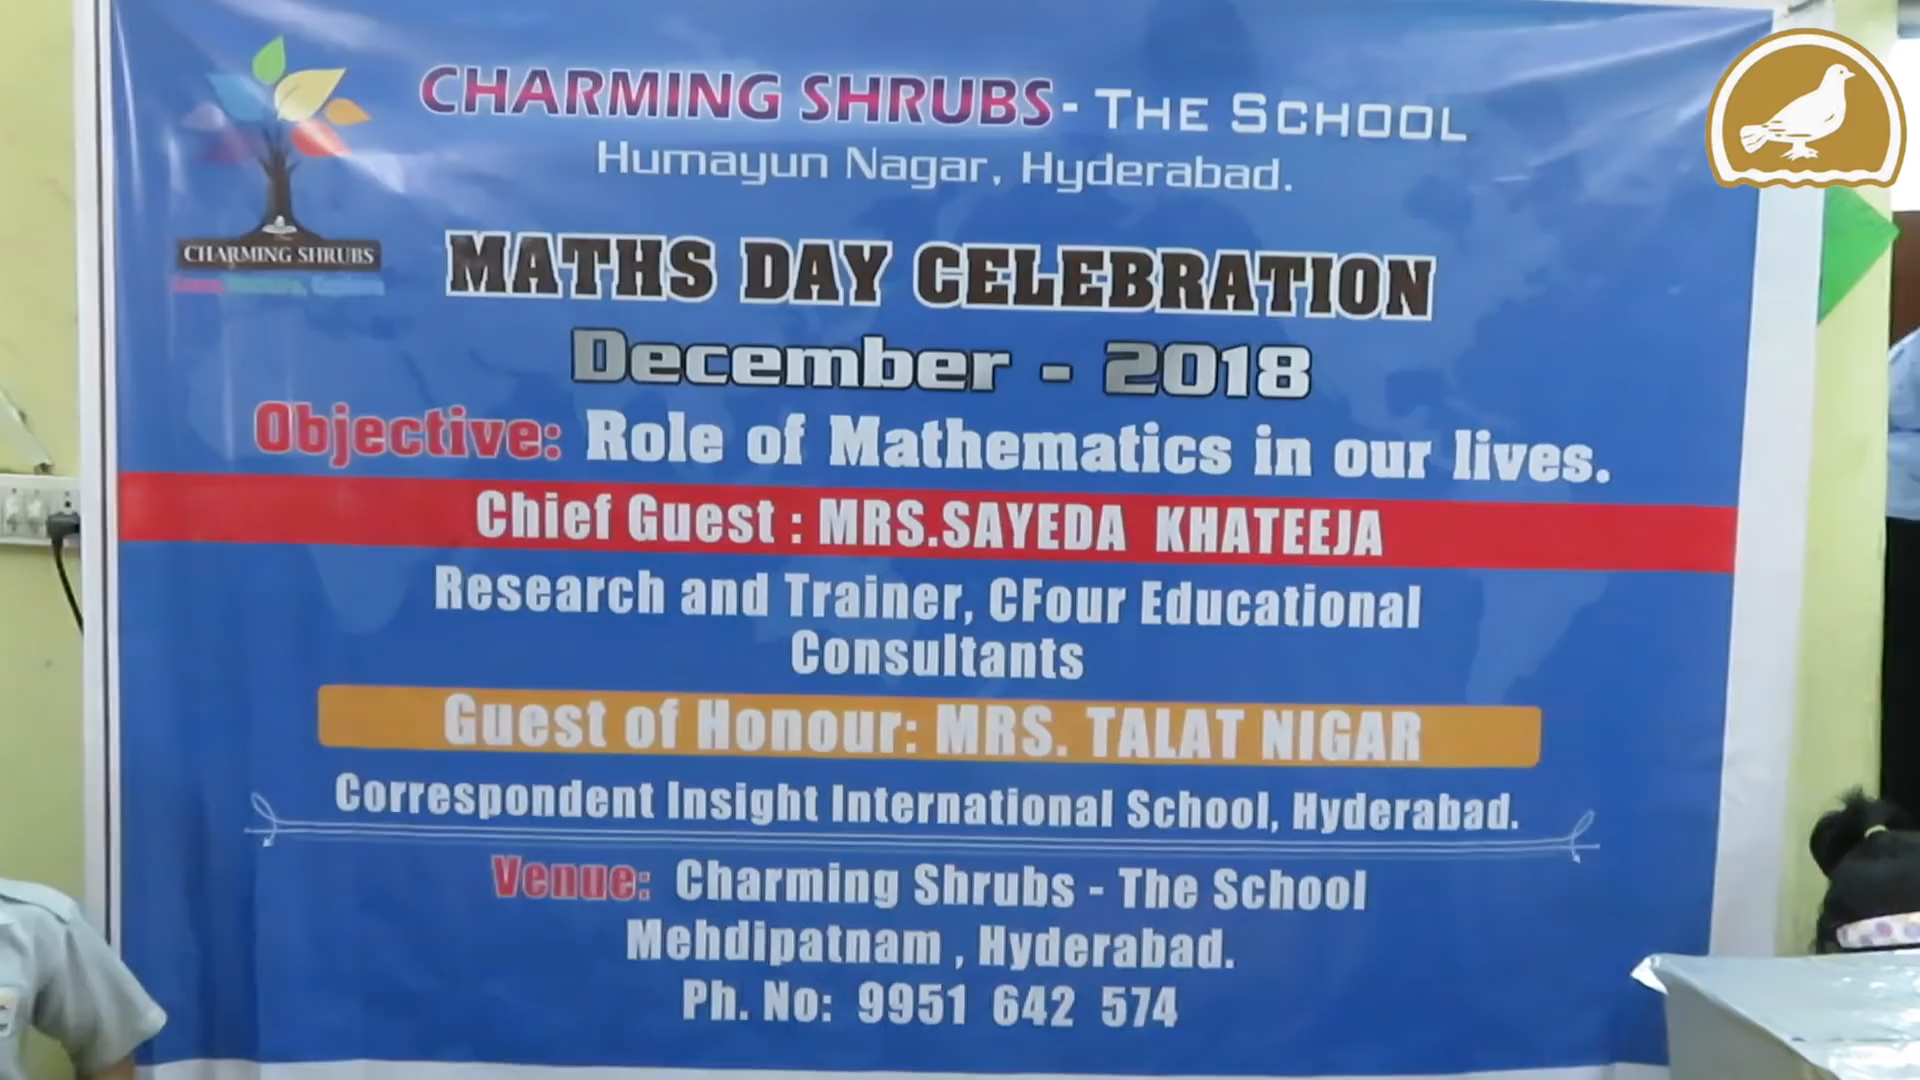 CHARMING SHRUBS - THE SCHOOL
Humayun Nagar, Hyderabad.
CHARMING SHRUBS
MATHS DAY CELEBRATION
December - 2018
Objective: Role of Mathematics in our lives.
Chief Guest : MRS.SAYEDA KHATEEJA
Research and Trainer, CFour Educational
Consultants
Guest of Honour: MRS. TALAT NIGAR
Correspondent Insight International School, Hyderabad.
Venue: Charming Shrubs - The School
Mehdipatnam , Hyderabad.
Ph. No: 9951 642 574